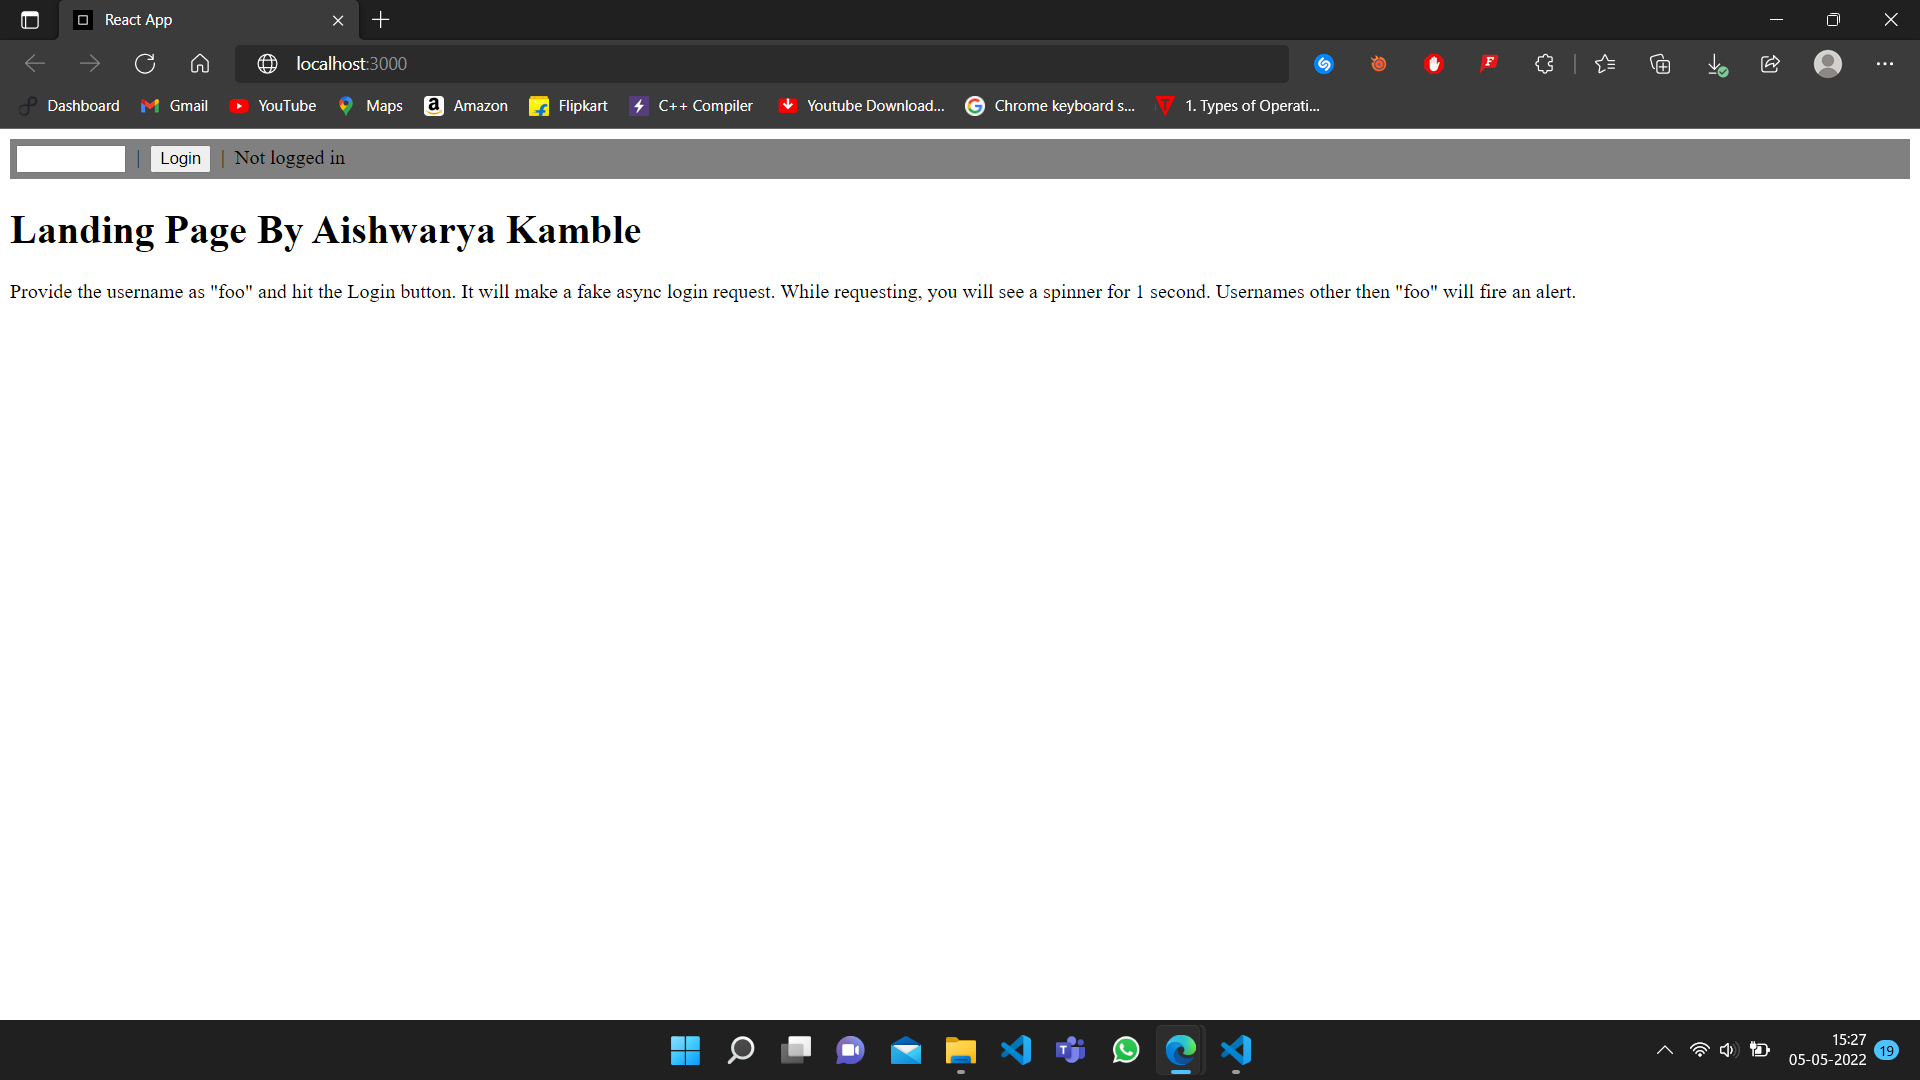 React App
localhost:3000
Dashboard Gmail YouTube Maps Amazon Flipkart C++ Compiler Youtube Download... Chrome keyboard s... 1. Types of Operati...
| Login | Not logged in
Landing Page By Aishwarya Kamble
Provide the username as "foo" and hit the Login button. It will make a fake async login request. While requesting, you will see a spinner for 1 second. Usernames other then "foo" will fire an alert.
15:27
05-05-2022 19